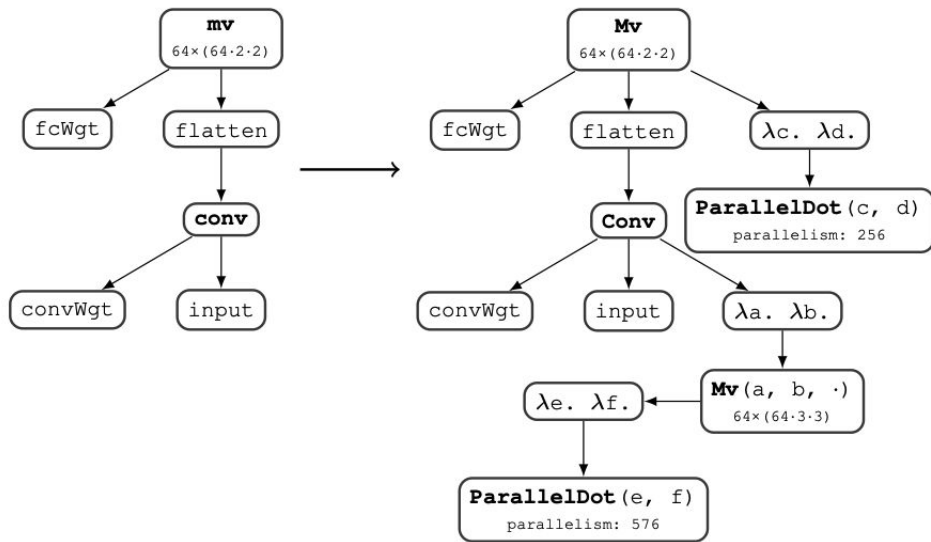 mv
64×(64·2·2)
fcWgt
flatten
conv
convWgt
input
Mv
64×(64·2·2)
fcWgt
flatten
λc. λd.
ParallelDot(c, d)
parallelism: 256
Conv
convWgt
input
λa. λb.
Mv(a, b, ·)
64×(64·3·3)
λe. λf.
ParallelDot(e, f)
parallelism: 576